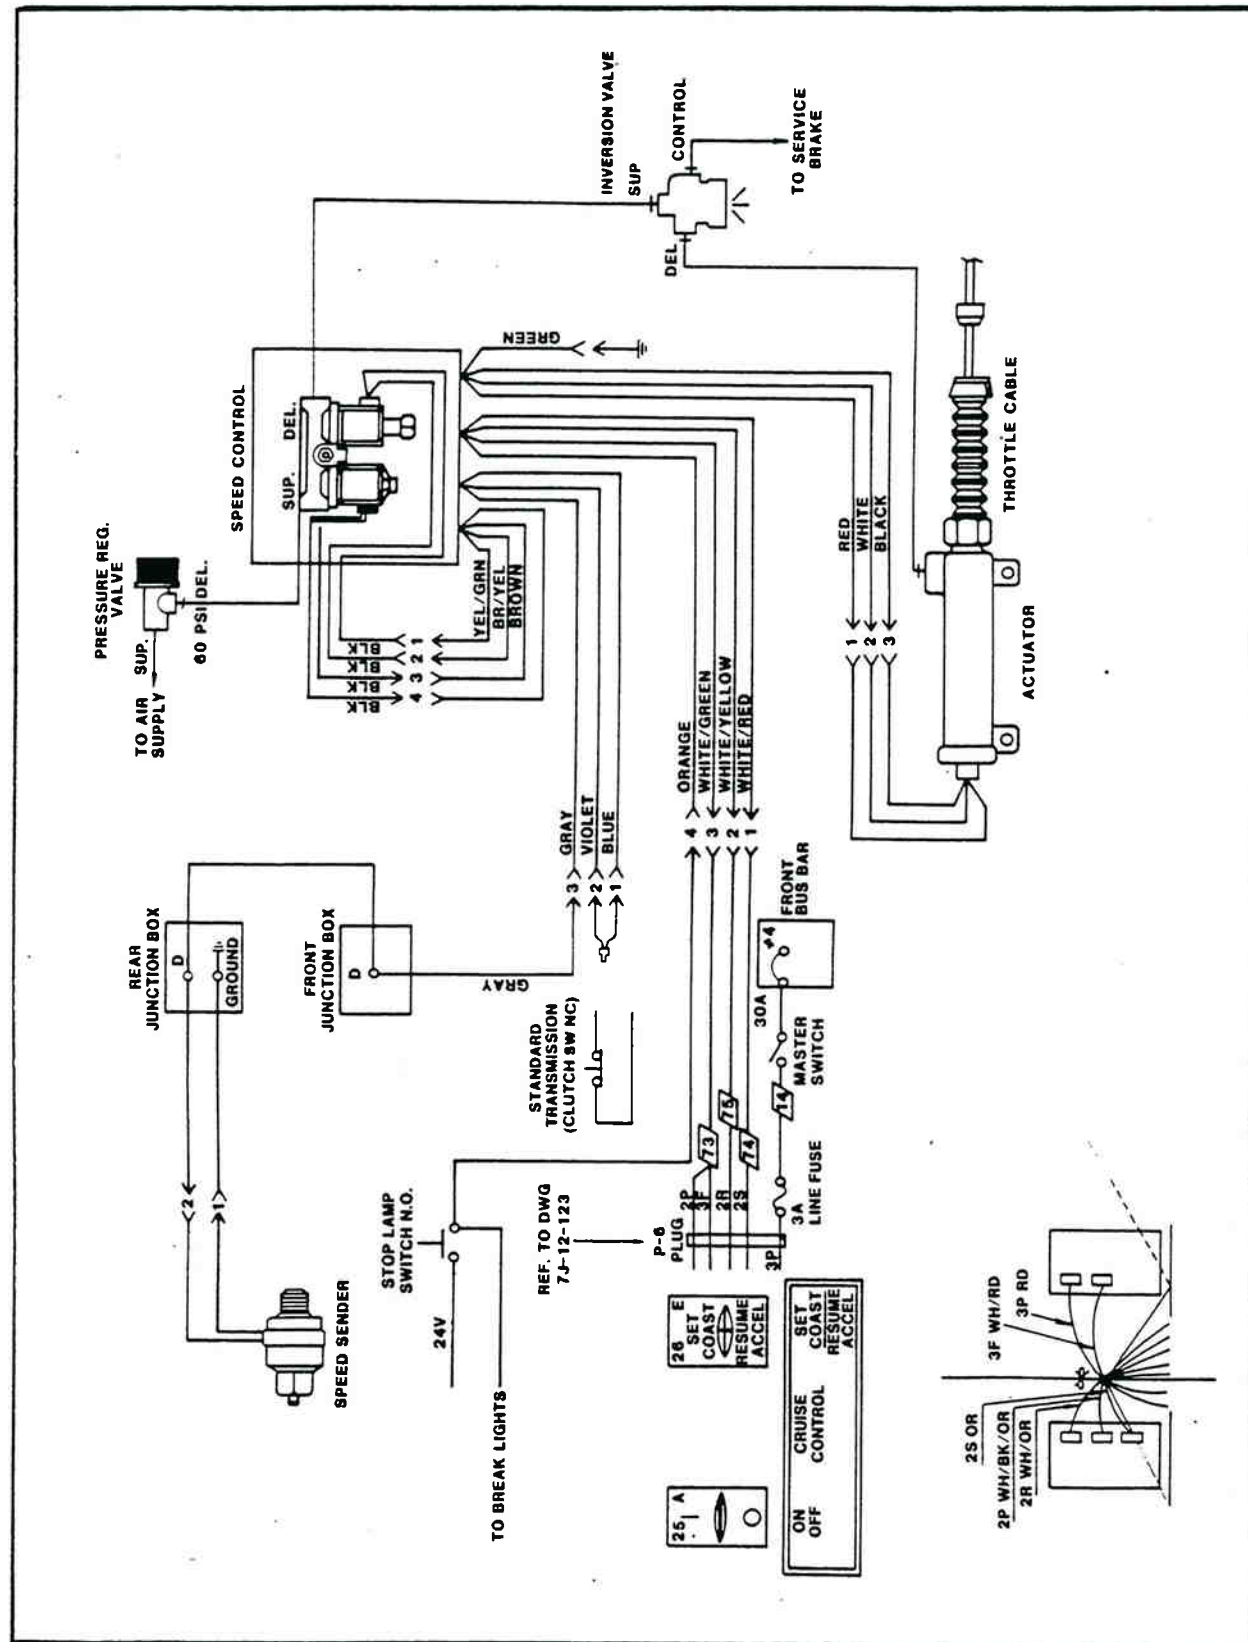 SPEED SENDER
2
1
REAR
JUNCTION BOX
D
GROUND
FRONT
JUNCTION BOX
D
GRAY
TO AIR
SUPPLY
SUP.
PRESSURE REG.
VALVE
60 PSI DEL.
SPEED CONTROL
SUP.
DEL.
BLK
BLK
BLK
BLK
4
3
2
1
YEL/GRN
BR/YEL
BROWN
GREEN
INVERSION VALVE
SUP
DEL
CONTROL
TO SERVICE
BRAKE
STOP LAMP
SWITCH N.O.
24V
TO BREAK LIGHTS
STANDARD
TRANSMISSION
(CLUTCH SW NC)
3
2
1
GRAY
VIOLET
BLUE
REF. TO DWG
7J-12-123
P-6
PLUG
2P
3F
2R
2S
3P
73
75
74
4
3
2
1
ORANGE
WHITE/GREEN
WHITE/YELLOW
WHITE/RED
3A
LINE FUSE
14
MASTER
SWITCH
30A
#4
FRONT
BUS BAR
25
A
26
E
SET
COAST
RESUME
ACCEL
ON
OFF
CRUISE
CONTROL
SET
COAST
RESUME
ACCEL
1
2
3
RED
WHITE
BLACK
ACTUATOR
THROTTLE CABLE
2S OR
2P WH/BK/OR
2R WH/OR
3F WH/RD
3P RD